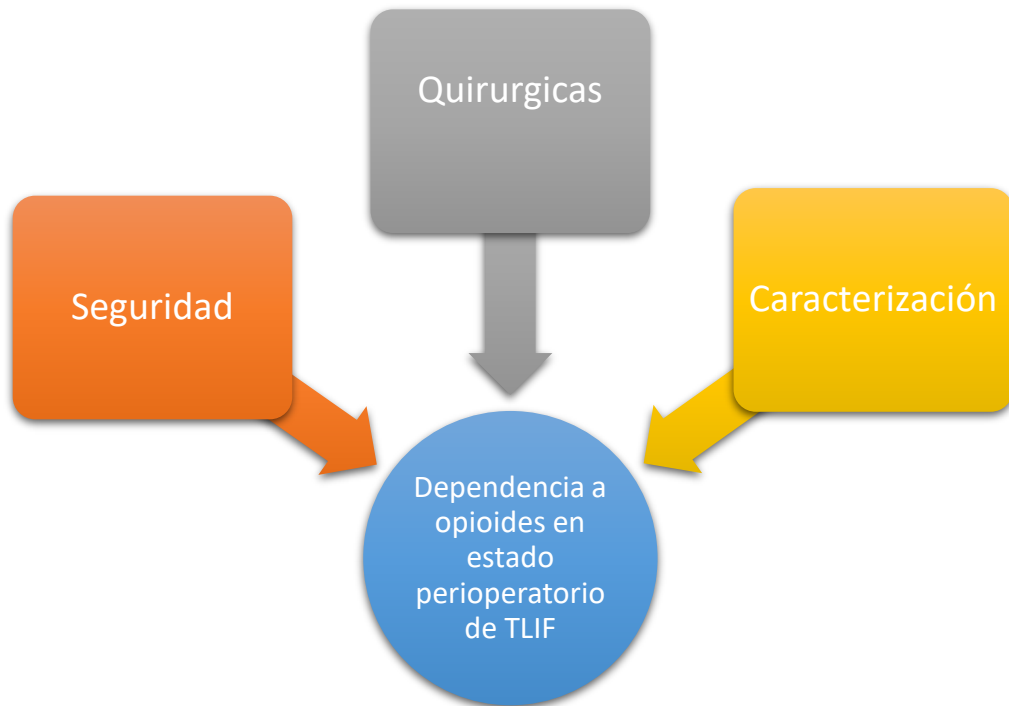 Quirurgicas
Seguridad
Caracterización
Dependencia a
opioides en
estado
perioperatorio
de TLIF